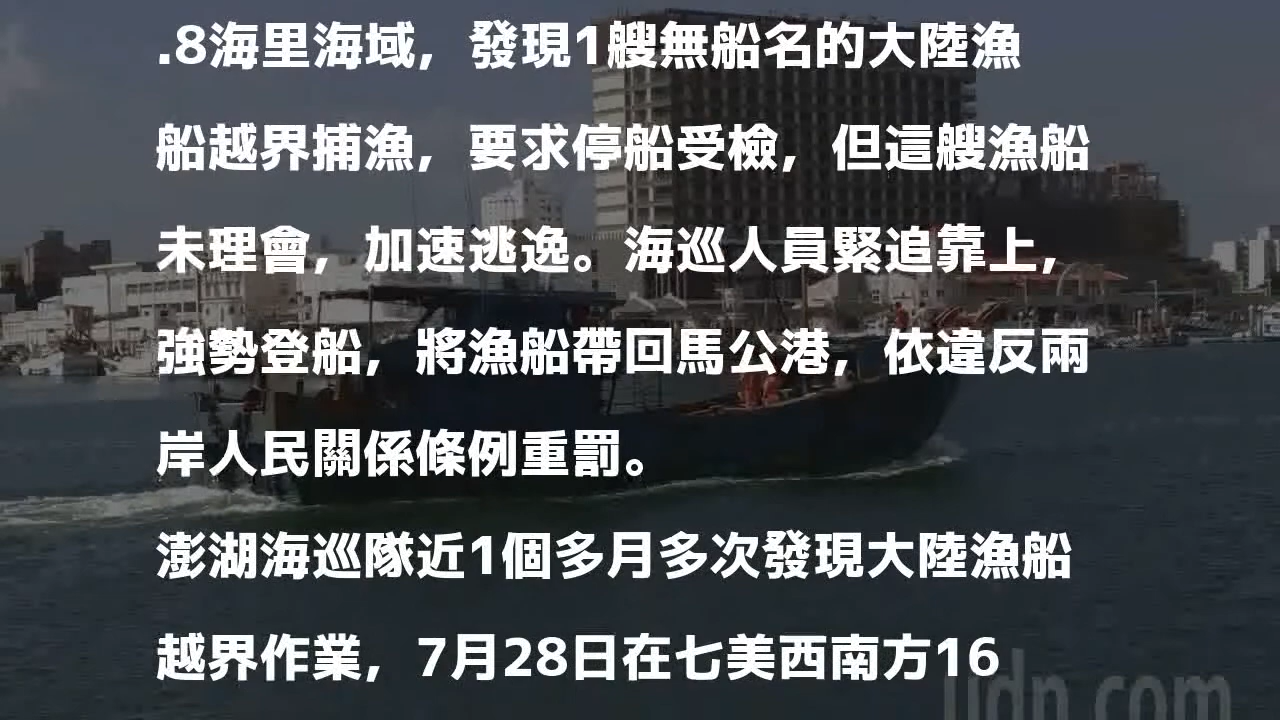 .8海里海域，發現1艘無船名的大陸漁
船越界捕漁，要求停船受檢，但這艘漁船
未理會，加速逃逸。海巡人員緊追靠上，
強勢登船，將漁船帶回馬公港，依違反兩
岸人民關係條例重罰。
澎湖海巡隊近1個多月多次發現大陸漁船
越界作業，7月28日在七美西南方16
udn.com